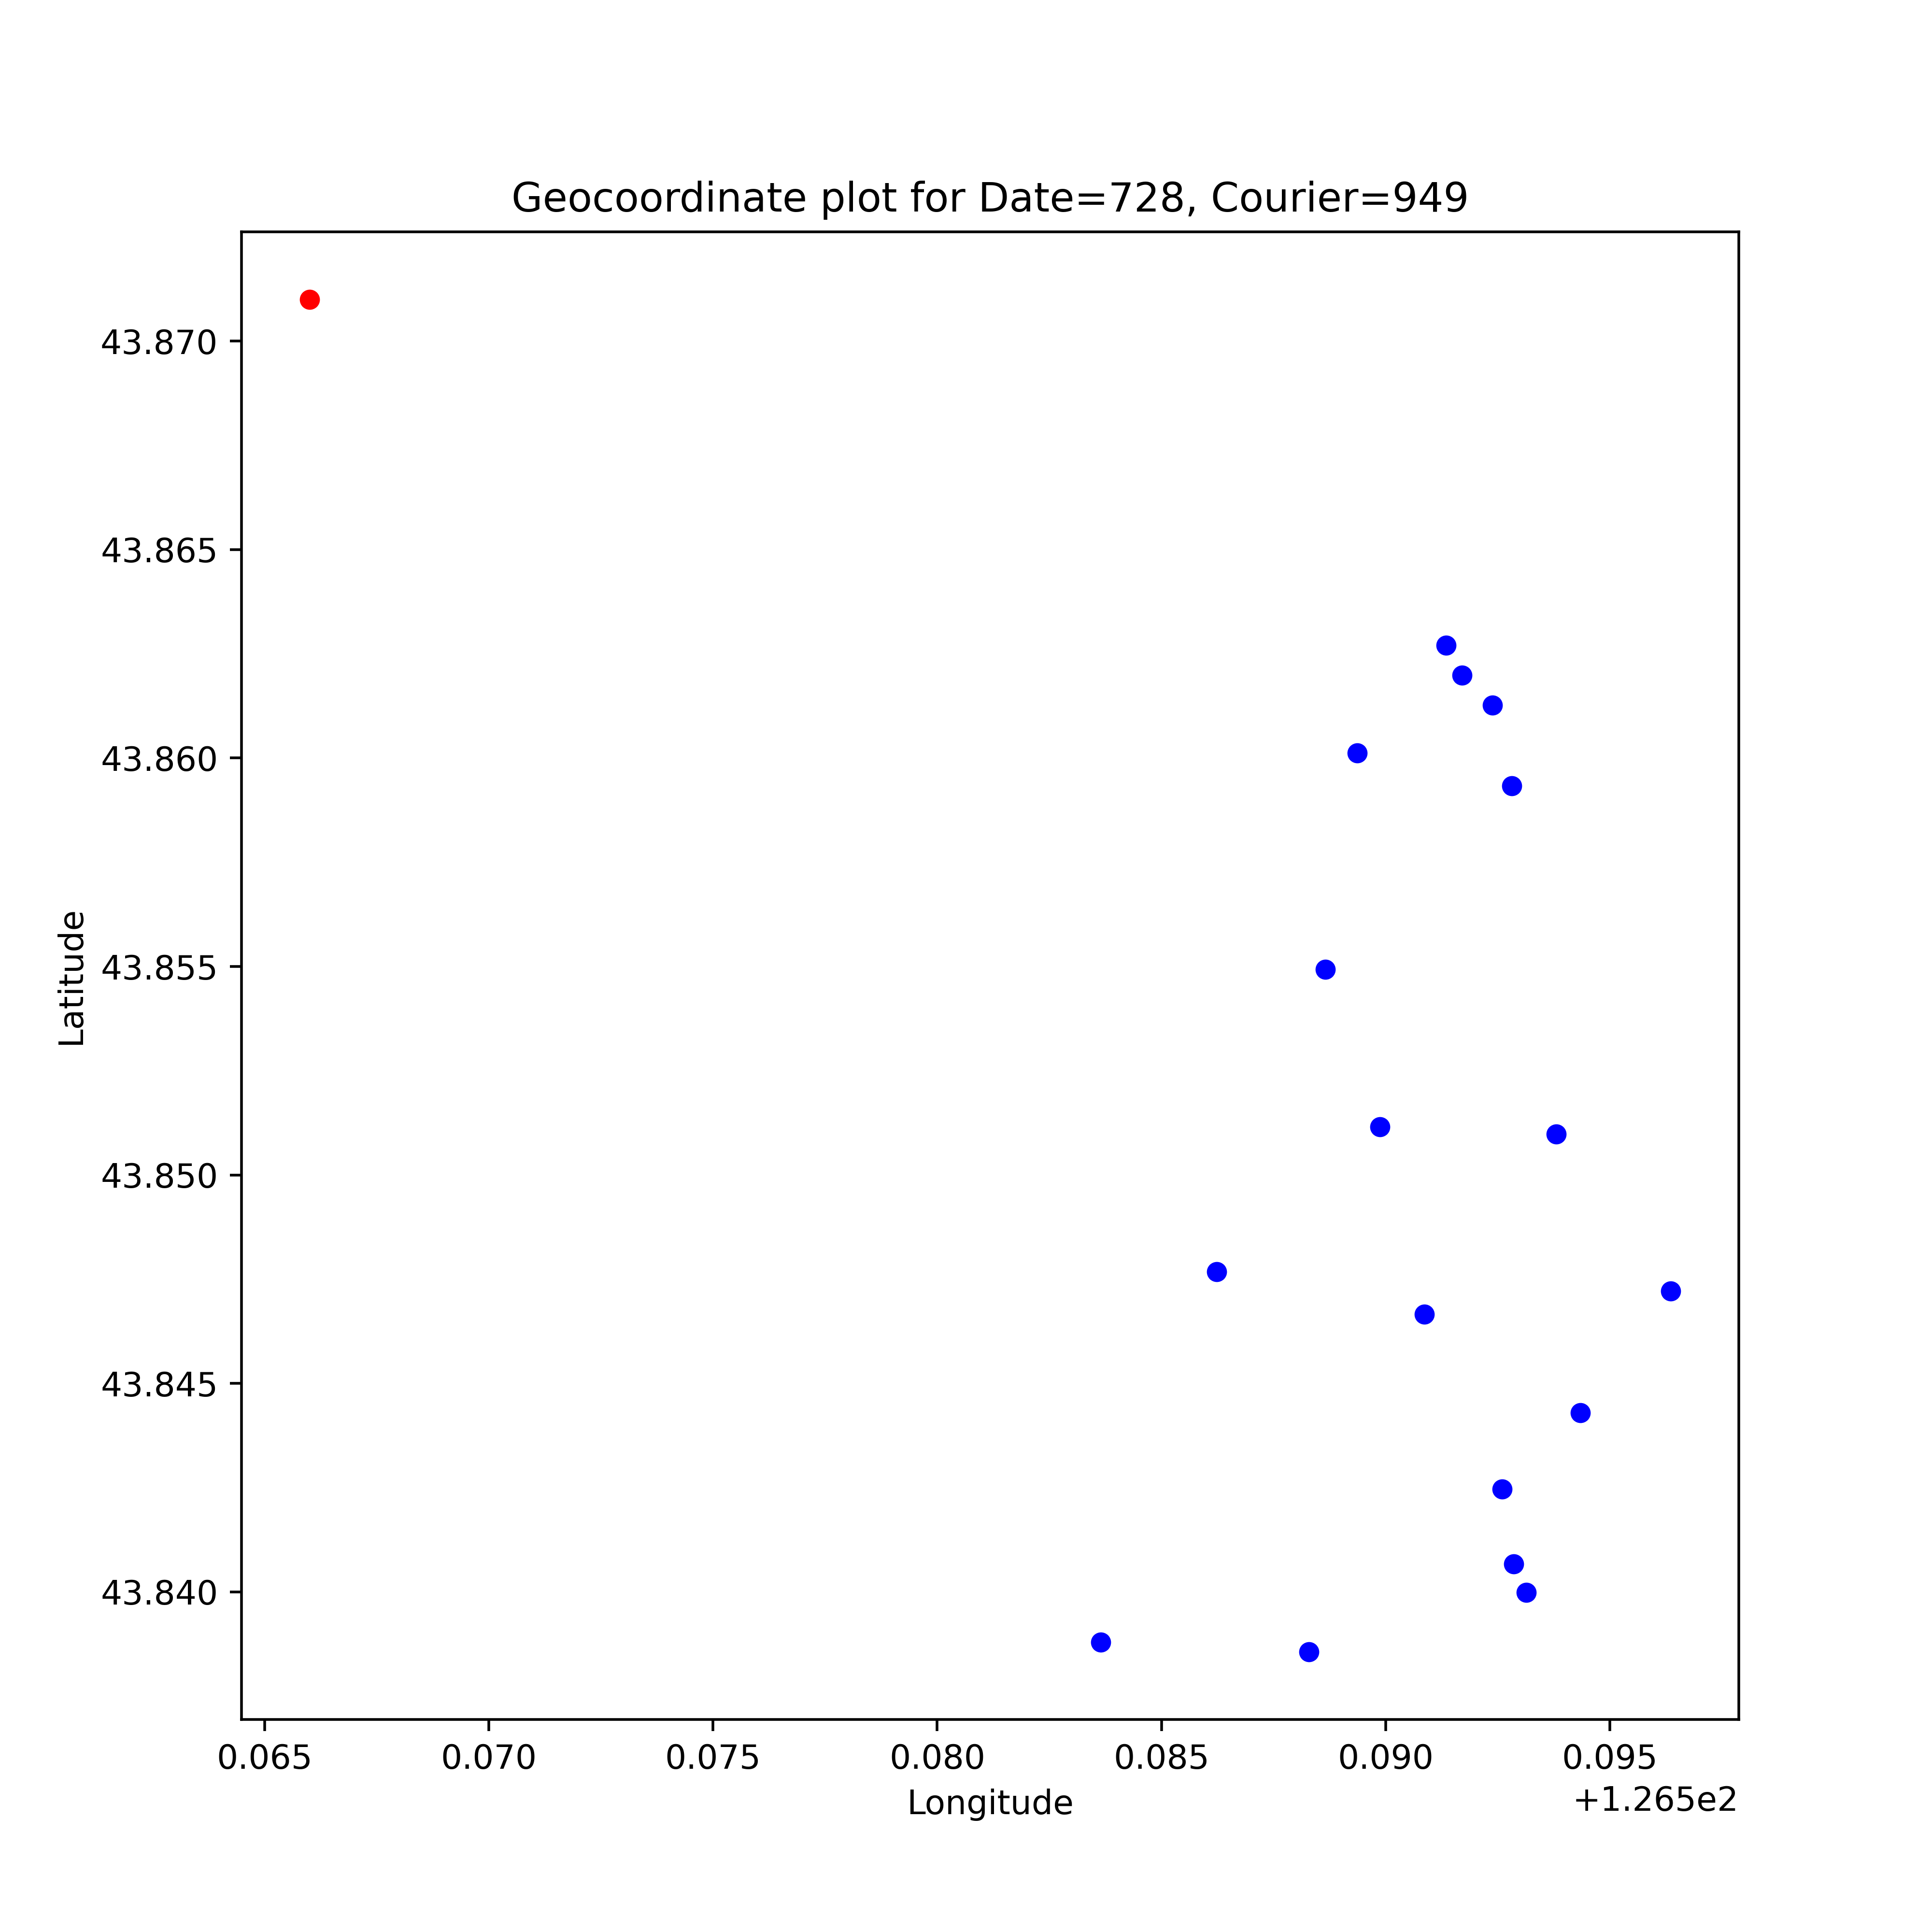 Geocoordinate plot for Date=728, Courier=949
43.870
43.865
43.860
43.855
43.850
43.845
43.840
Latitude
0.065 0.070 0.075 0.080 0.085 0.090 0.095
Longitude
+1.265e2